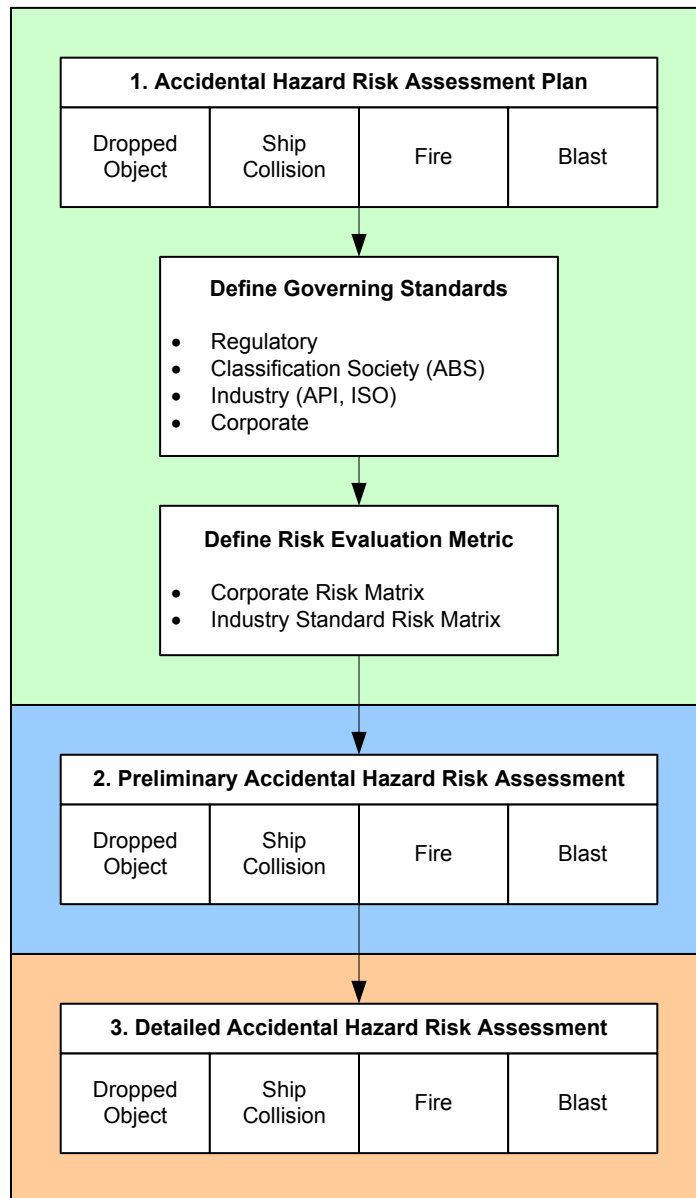 1. Accidental Hazard Risk Assessment Plan
Dropped
Object
Ship
Collision
Fire
Blast
Define Governing Standards
• Regulatory
• Classification Society (ABS)
• Industry (API, ISO)
• Corporate
Define Risk Evaluation Metric
• Corporate Risk Matrix
• Industry Standard Risk Matrix
2. Preliminary Accidental Hazard Risk Assessment
Dropped
Object
Ship
Collision
Fire
Blast
3. Detailed Accidental Hazard Risk Assessment
Dropped
Object
Ship
Collision
Fire
Blast